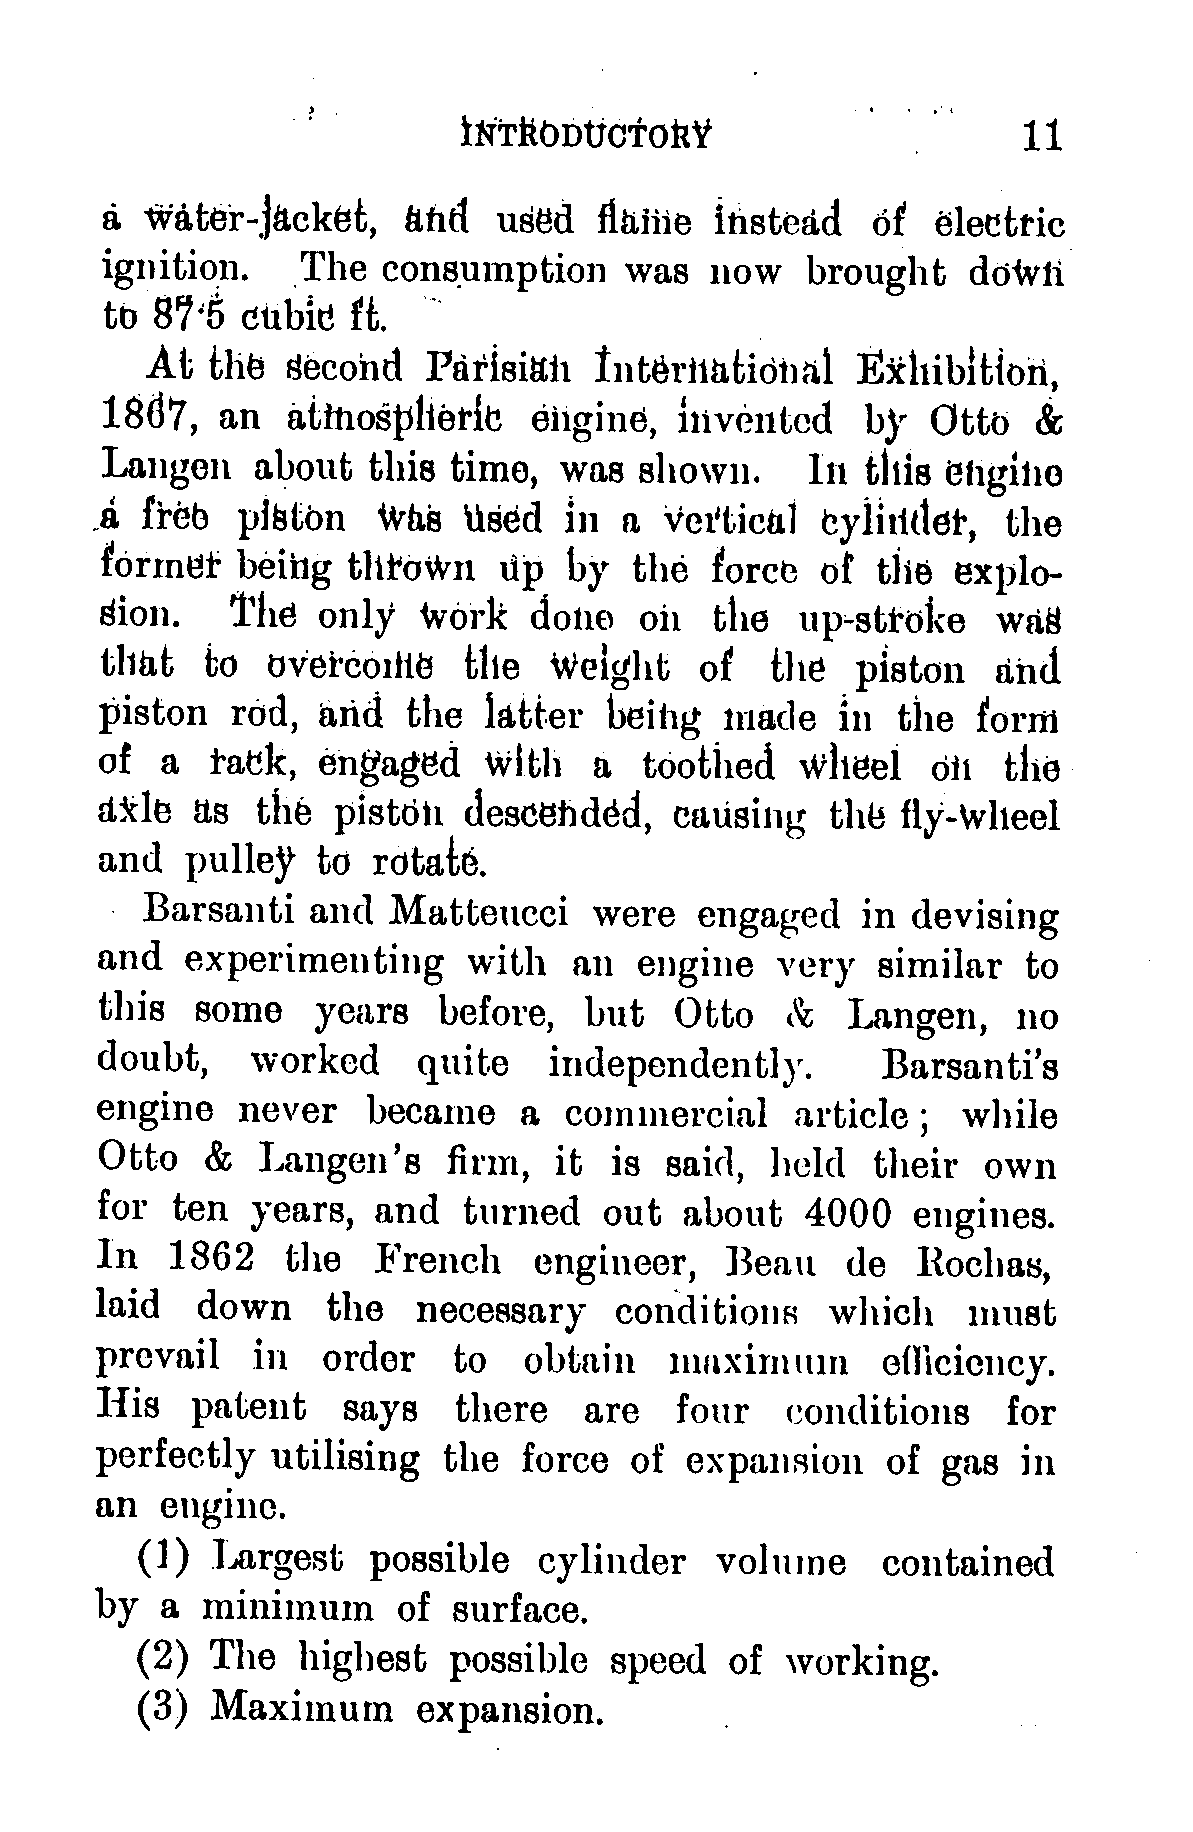 INTRODUCTORY 11
a water-jacket, and used flame instead of electric
ignition. The consumption was now brought down
to 87·5 cubic ft.
At the second Parisian International Exhibition,
1867, an atmospheric engine, invented by Otto &
Langen about this time, was shown. In this engine
a free piston was used in a vertical cylinder, the
former being thrown up by the force of the explo-
sion. The only work done on the up-stroke was
that to overcome the weight of the piston and
piston rod, and the latter being made in the form
of a rack, engaged with a toothed wheel on the
axle as the piston descended, causing the fly-wheel
and pulley to rotate.
Barsanti and Matteucci were engaged in devising
and experimenting with an engine very similar to
this some years before, but Otto & Langen, no
doubt, worked quite independently. Barsanti's
engine never became a commercial article ; while
Otto & Langen's firm, it is said, held their own
for ten years, and turned out about 4000 engines.
In 1862 the French engineer, Beau de Rochas,
laid down the necessary conditions which must
prevail in order to obtain maximum efficiency.
His patent says there are four conditions for
perfectly utilising the force of expansion of gas in
an engine.
(1) Largest possible cylinder volume contained
by a minimum of surface.
(2) The highest possible speed of working.
(3) Maximum expansion.